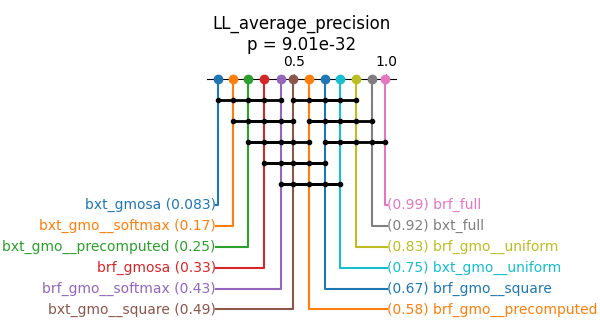 LL_average_precision
p = 9.01e-32
0.5 1.0
bxt_gmosa (0.083) (0.99) brf_full
bxt_gmo__softmax (0.17) (0.92) bxt_full
bxt_gmo__precomputed (0.25) (0.83) brf_gmo__uniform
brf_gmosa (0.33) (0.75) bxt_gmo__uniform
brf_gmo__softmax (0.43) (0.67) brf_gmo__square
bxt_gmo__square (0.49) (0.58) brf_gmo__precomputed